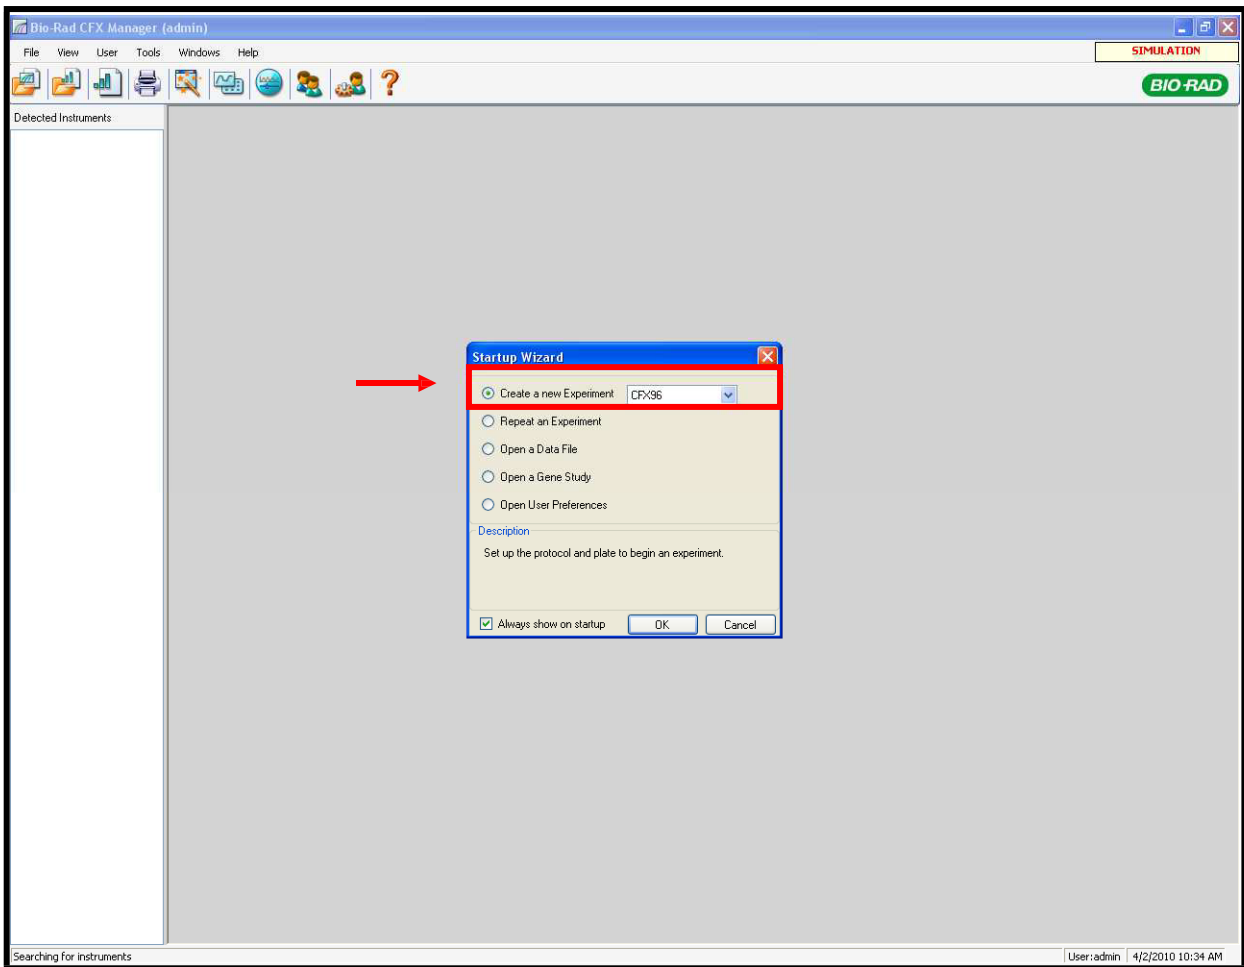 Bio-Rad CFX Manager (admin)
File View User Tools Windows Help
SIMULATION
BIO-RAD
Detected Instruments
Startup Wizard
Create a new Experiment CFX96
Repeat an Experiment
Open a Data File
Open a Gene Study
Open User Preferences
Description
Set up the protocol and plate to begin an experiment.
Always show on startup OK Cancel
Searching for instruments User:admin 4/2/2010 10:34 AM